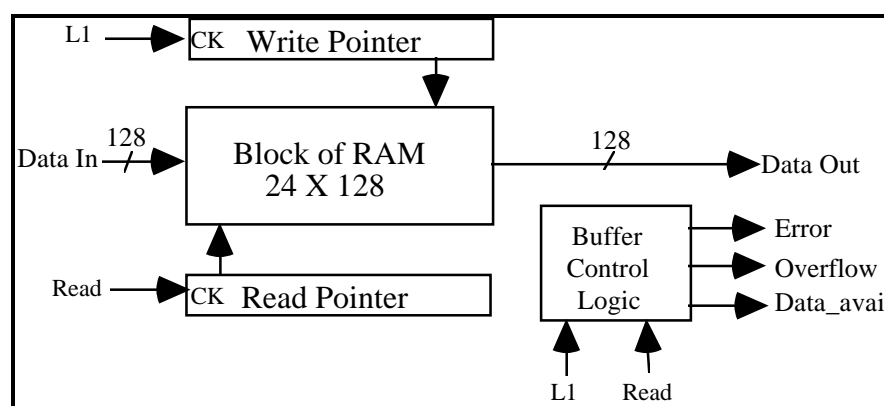 L1
CK Write Pointer
128
Data In
Block of RAM
24 X 128
128
Data Out
Read
CK Read Pointer
Buffer
Control
Logic
Error
Overflow
Data_avai
L1
Read